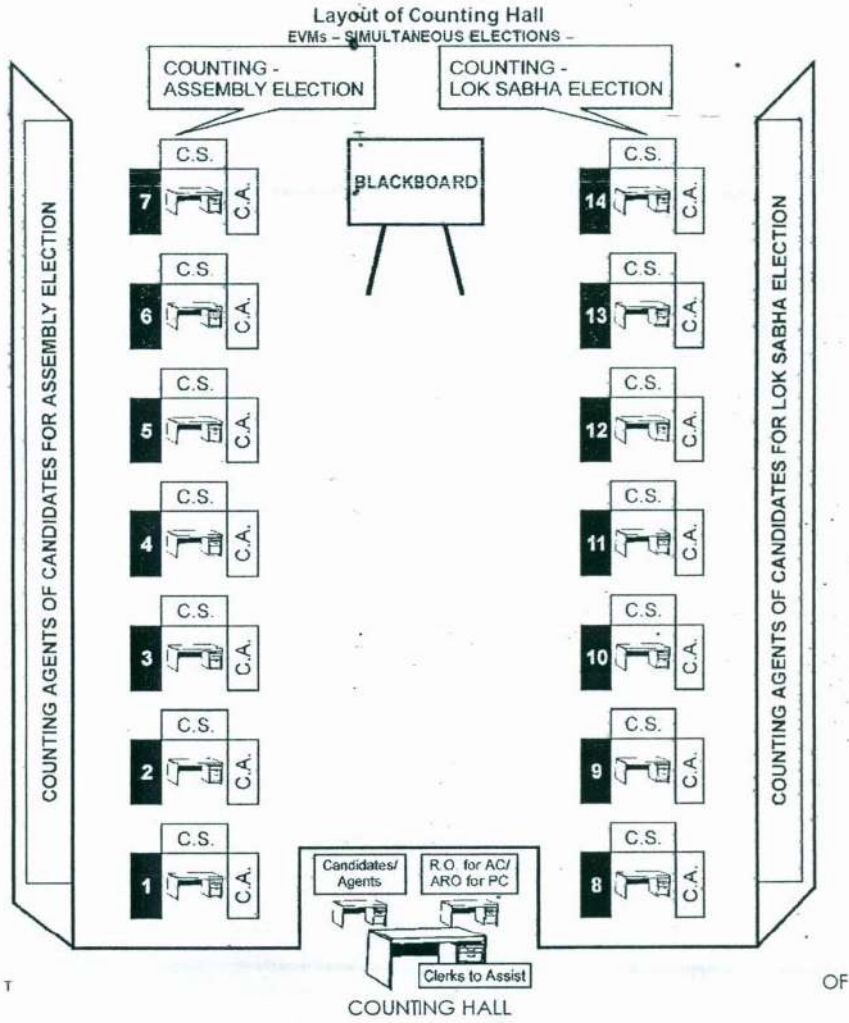 Layout of Counting Hall
EVMs – SIMULTANEOUS ELECTIONS –
COUNTING -
ASSEMBLY ELECTION
COUNTING -
LOK SABHA ELECTION
COUNTING AGENTS OF CANDIDATES FOR ASSEMBLY ELECTION
C.S.
7
C.A.
C.S.
6
C.A.
C.S.
5
C.A.
C.S.
4
C.A.
C.S.
3
C.A.
C.S.
2
C.A.
C.S.
1
C.A.
BLACKBOARD
C.S.
14
C.A.
C.S.
13
C.A.
C.S.
12
C.A.
C.S.
11
C.A.
C.S.
10
C.A.
C.S.
9
C.A.
C.S.
8
C.A.
COUNTING AGENTS OF CANDIDATES FOR LOK SABHA ELECTION
Candidates/
Agents
R.O. for AC/
ARO for PC
Clerks to Assist
T
OF
COUNTING HALL